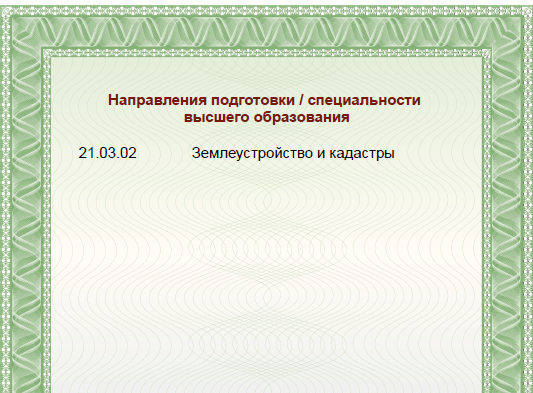 Направления подготовки / специальности
высшего образования
21.03.02 Землеустройство и кадастры